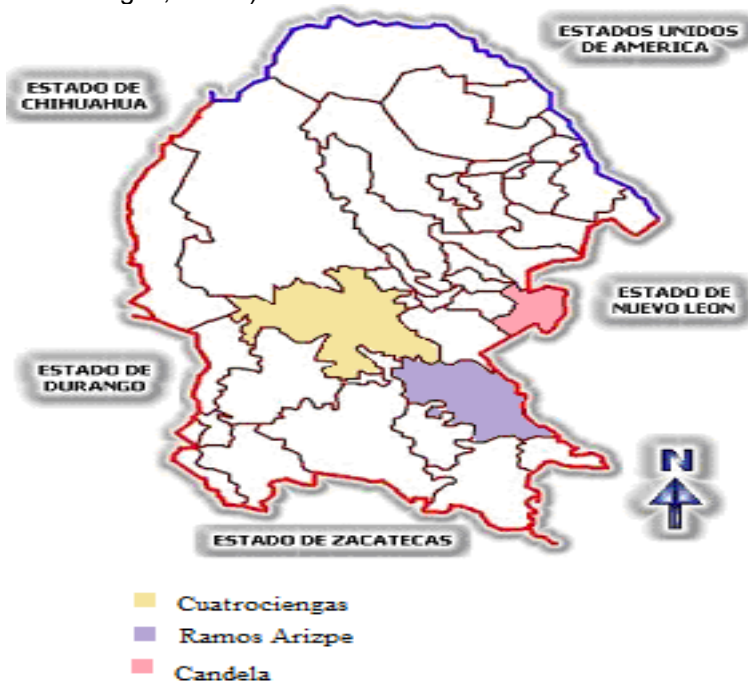 ESTADOS UNIDOS
DE AMERICA
ESTADO DE
CHIHUAHUA
ESTADO DE
NUEVO LEON
ESTADO DE
DURANGO
N
ESTADO DE ZACATECAS
Cuatrociengas
Ramos Arizpe
Candela